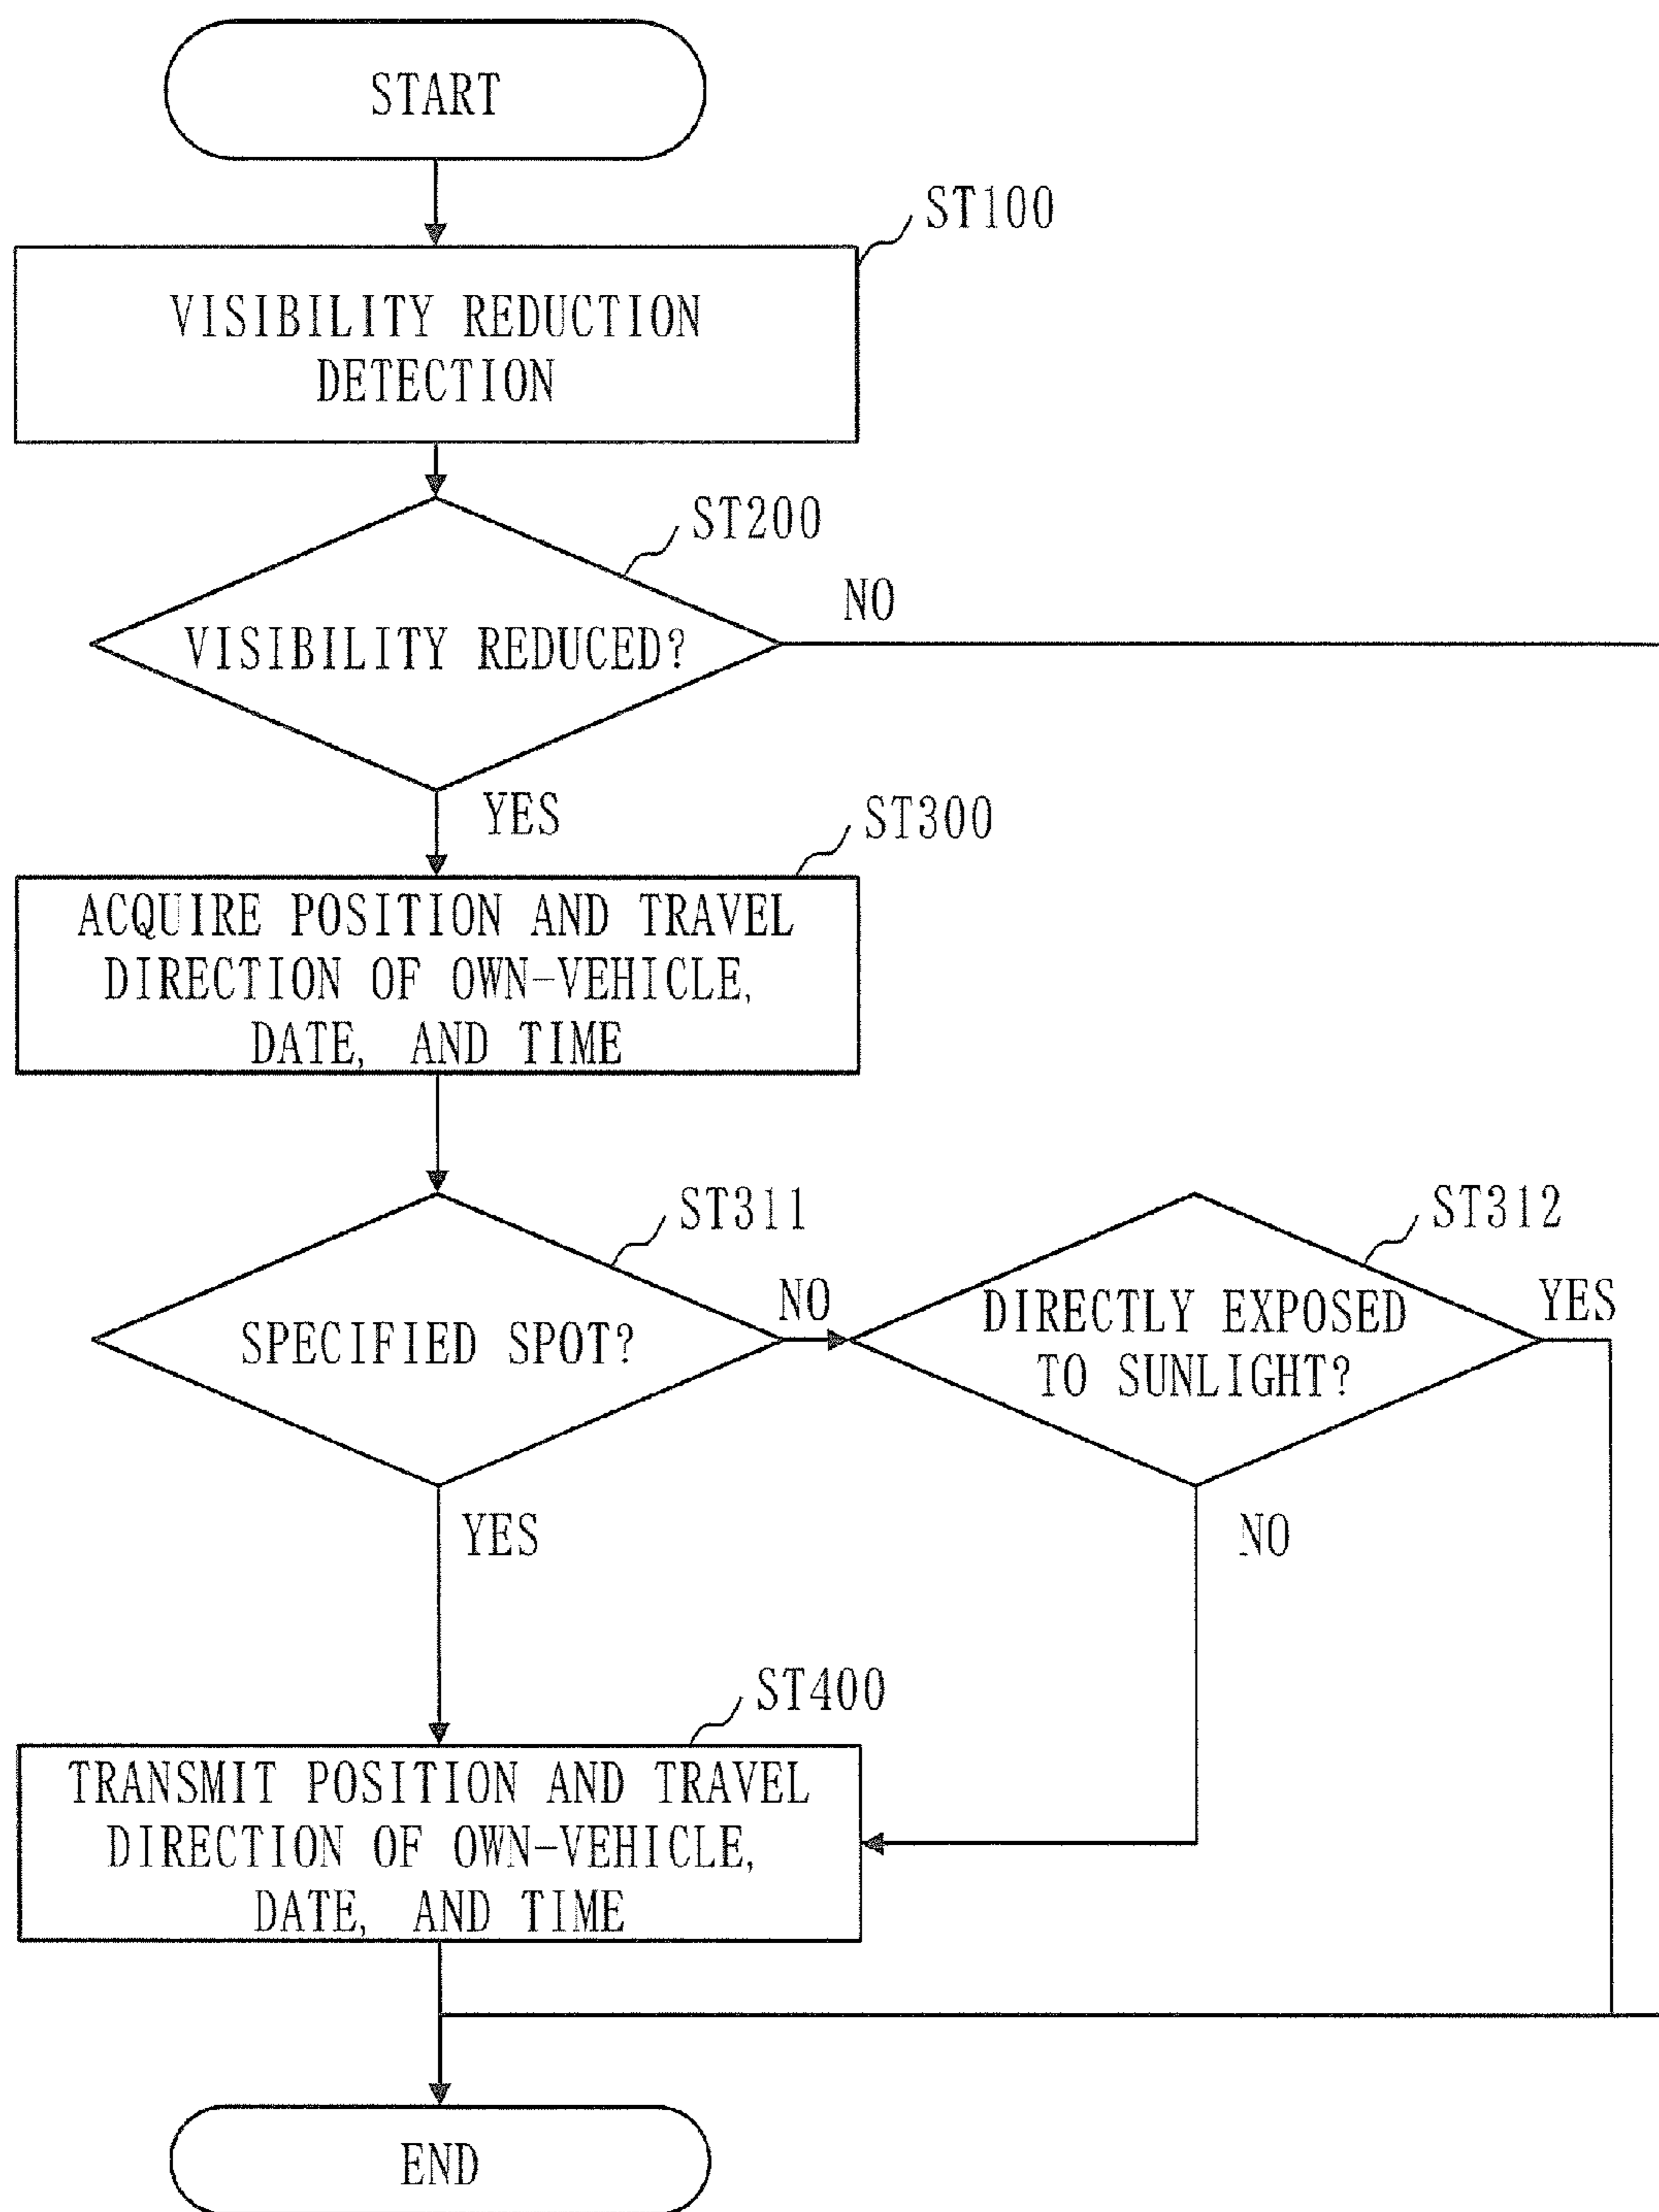 START
ST100
VISIBILITY REDUCTION
DETECTION
ST200
VISIBILITY REDUCED?
NO
YES
ST300
ACQUIRE POSITION AND TRAVEL
DIRECTION OF OWN-VEHICLE,
DATE, AND TIME
ST311
SPECIFIED SPOT?
NO
YES
ST312
DIRECTLY EXPOSED
TO SUNLIGHT?
YES
NO
ST400
TRANSMIT POSITION AND TRAVEL
DIRECTION OF OWN-VEHICLE,
DATE, AND TIME
END